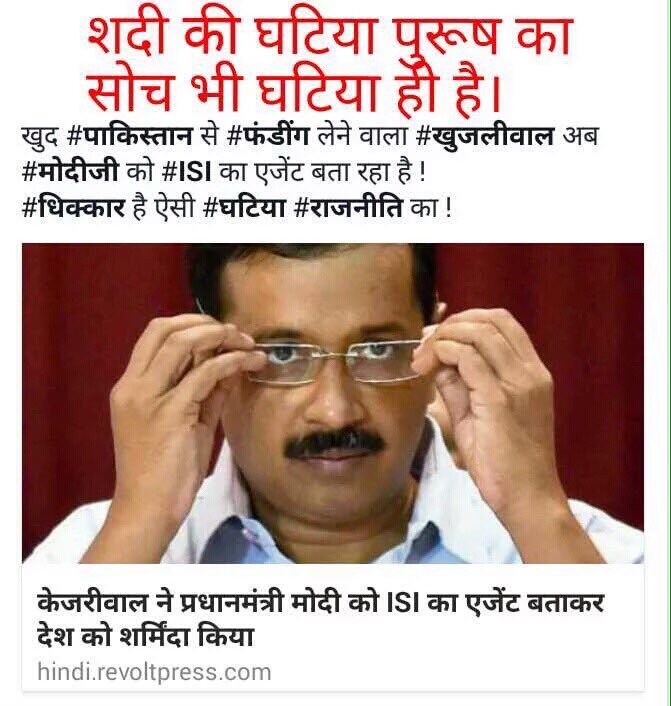 शदी की घटिया पुरूष का
सोच भी घटिया ही है।
खुद #पाकिस्तान से #फंडींग लेने वाला #खुजलीवाल अब
#मोदीजी को #ISI का एजेंट बता रहा है !
#धिक्कार है ऐसी #घटिया #राजनीति का !
केजरीवाल ने प्रधानमंत्री मोदी को ISI का एजेंट बताकर
देश को शर्मिंदा किया
hindi.revoltpress.com